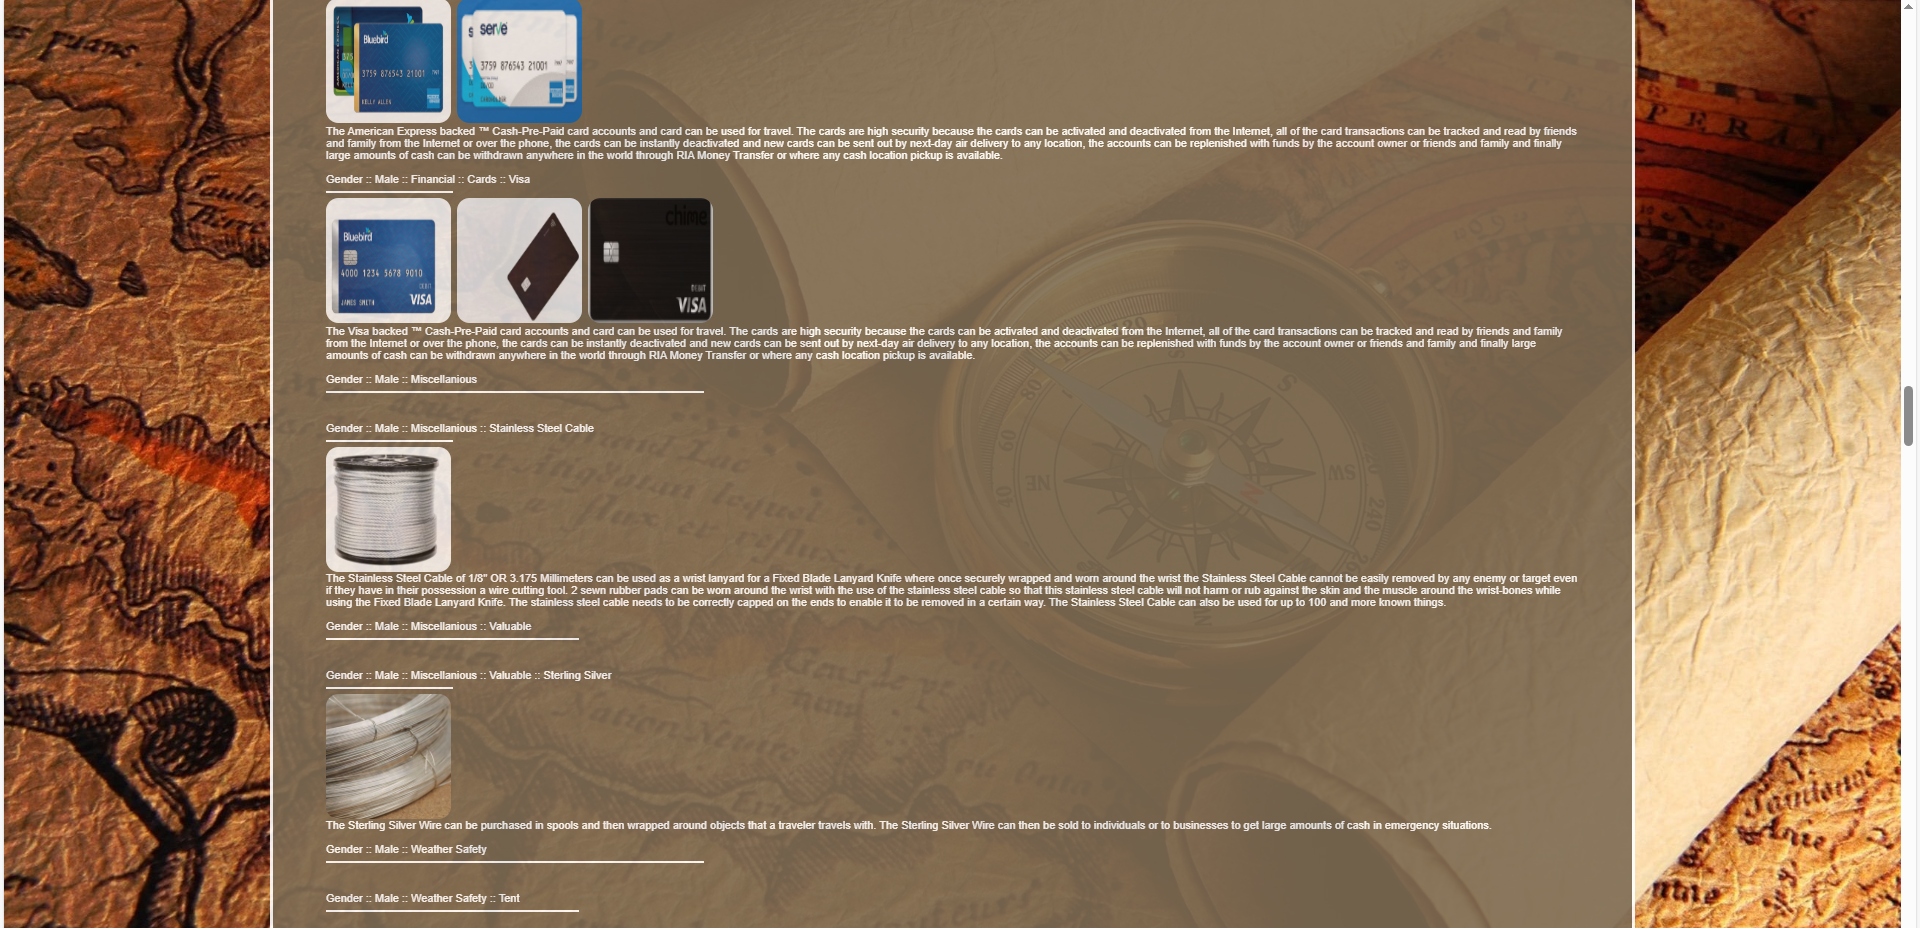 Bluebird
3759 876543 21001
KELLY ALLEN
serve
3759 876543 21001
The American Express backed ™ Cash-Pre-Paid card accounts and card can be used for travel. The cards are high security because the cards can be activated and deactivated from the Internet, all of the card transactions can be tracked and read by friends
and family from the Internet or over the phone, the cards can be instantly deactivated and new cards can be sent out by next-day air delivery to any location, the accounts can be replenished with funds by the account owner or friends and family and finally
large amounts of cash can be withdrawn anywhere in the world through RIA Money Transfer or where any cash location pickup is available.
Gender :: Male :: Financial :: Cards :: Visa
Bluebird
4000 1234 5678 9010
DEBIT
JAMES SMITH
VISA
chime
DEBIT
VISA
The Visa backed ™ Cash-Pre-Paid card accounts and card can be used for travel. The cards are high security because the cards can be activated and deactivated from the Internet, all of the card transactions can be tracked and read by friends and family
from the Internet or over the phone, the cards can be instantly deactivated and new cards can be sent out by next-day air delivery to any location, the accounts can be replenished with funds by the account owner or friends and family and finally large
amounts of cash can be withdrawn anywhere in the world through RIA Money Transfer or where any cash location pickup is available.
Gender :: Male :: Miscellanious
Gender :: Male :: Miscellanious :: Stainless Steel Cable
The Stainless Steel Cable of 1/8" OR 3.175 Millimeters can be used as a wrist lanyard for a Fixed Blade Lanyard Knife where once securely wrapped and worn around the wrist the Stainless Steel Cable cannot be easily removed by any enemy or target even
if they have in their possession a wire cutting tool. 2 sewn rubber pads can be worn around the wrist with the use of the stainless steel cable so that this stainless steel cable will not harm or rub against the skin and the muscle around the wrist-bones while
using the Fixed Blade Lanyard Knife. The stainless steel cable needs to be correctly capped on the ends to enable it to be removed in a certain way. The Stainless Steel Cable can also be used for up to 100 and more known things.
Gender :: Male :: Miscellanious :: Valuable
Gender :: Male :: Miscellanious :: Valuable :: Sterling Silver
The Sterling Silver Wire can be purchased in spools and then wrapped around objects that a traveler travels with. The Sterling Silver Wire can then be sold to individuals or to businesses to get large amounts of cash in emergency situations.
Gender :: Male :: Weather Safety
Gender :: Male :: Weather Safety :: Tent